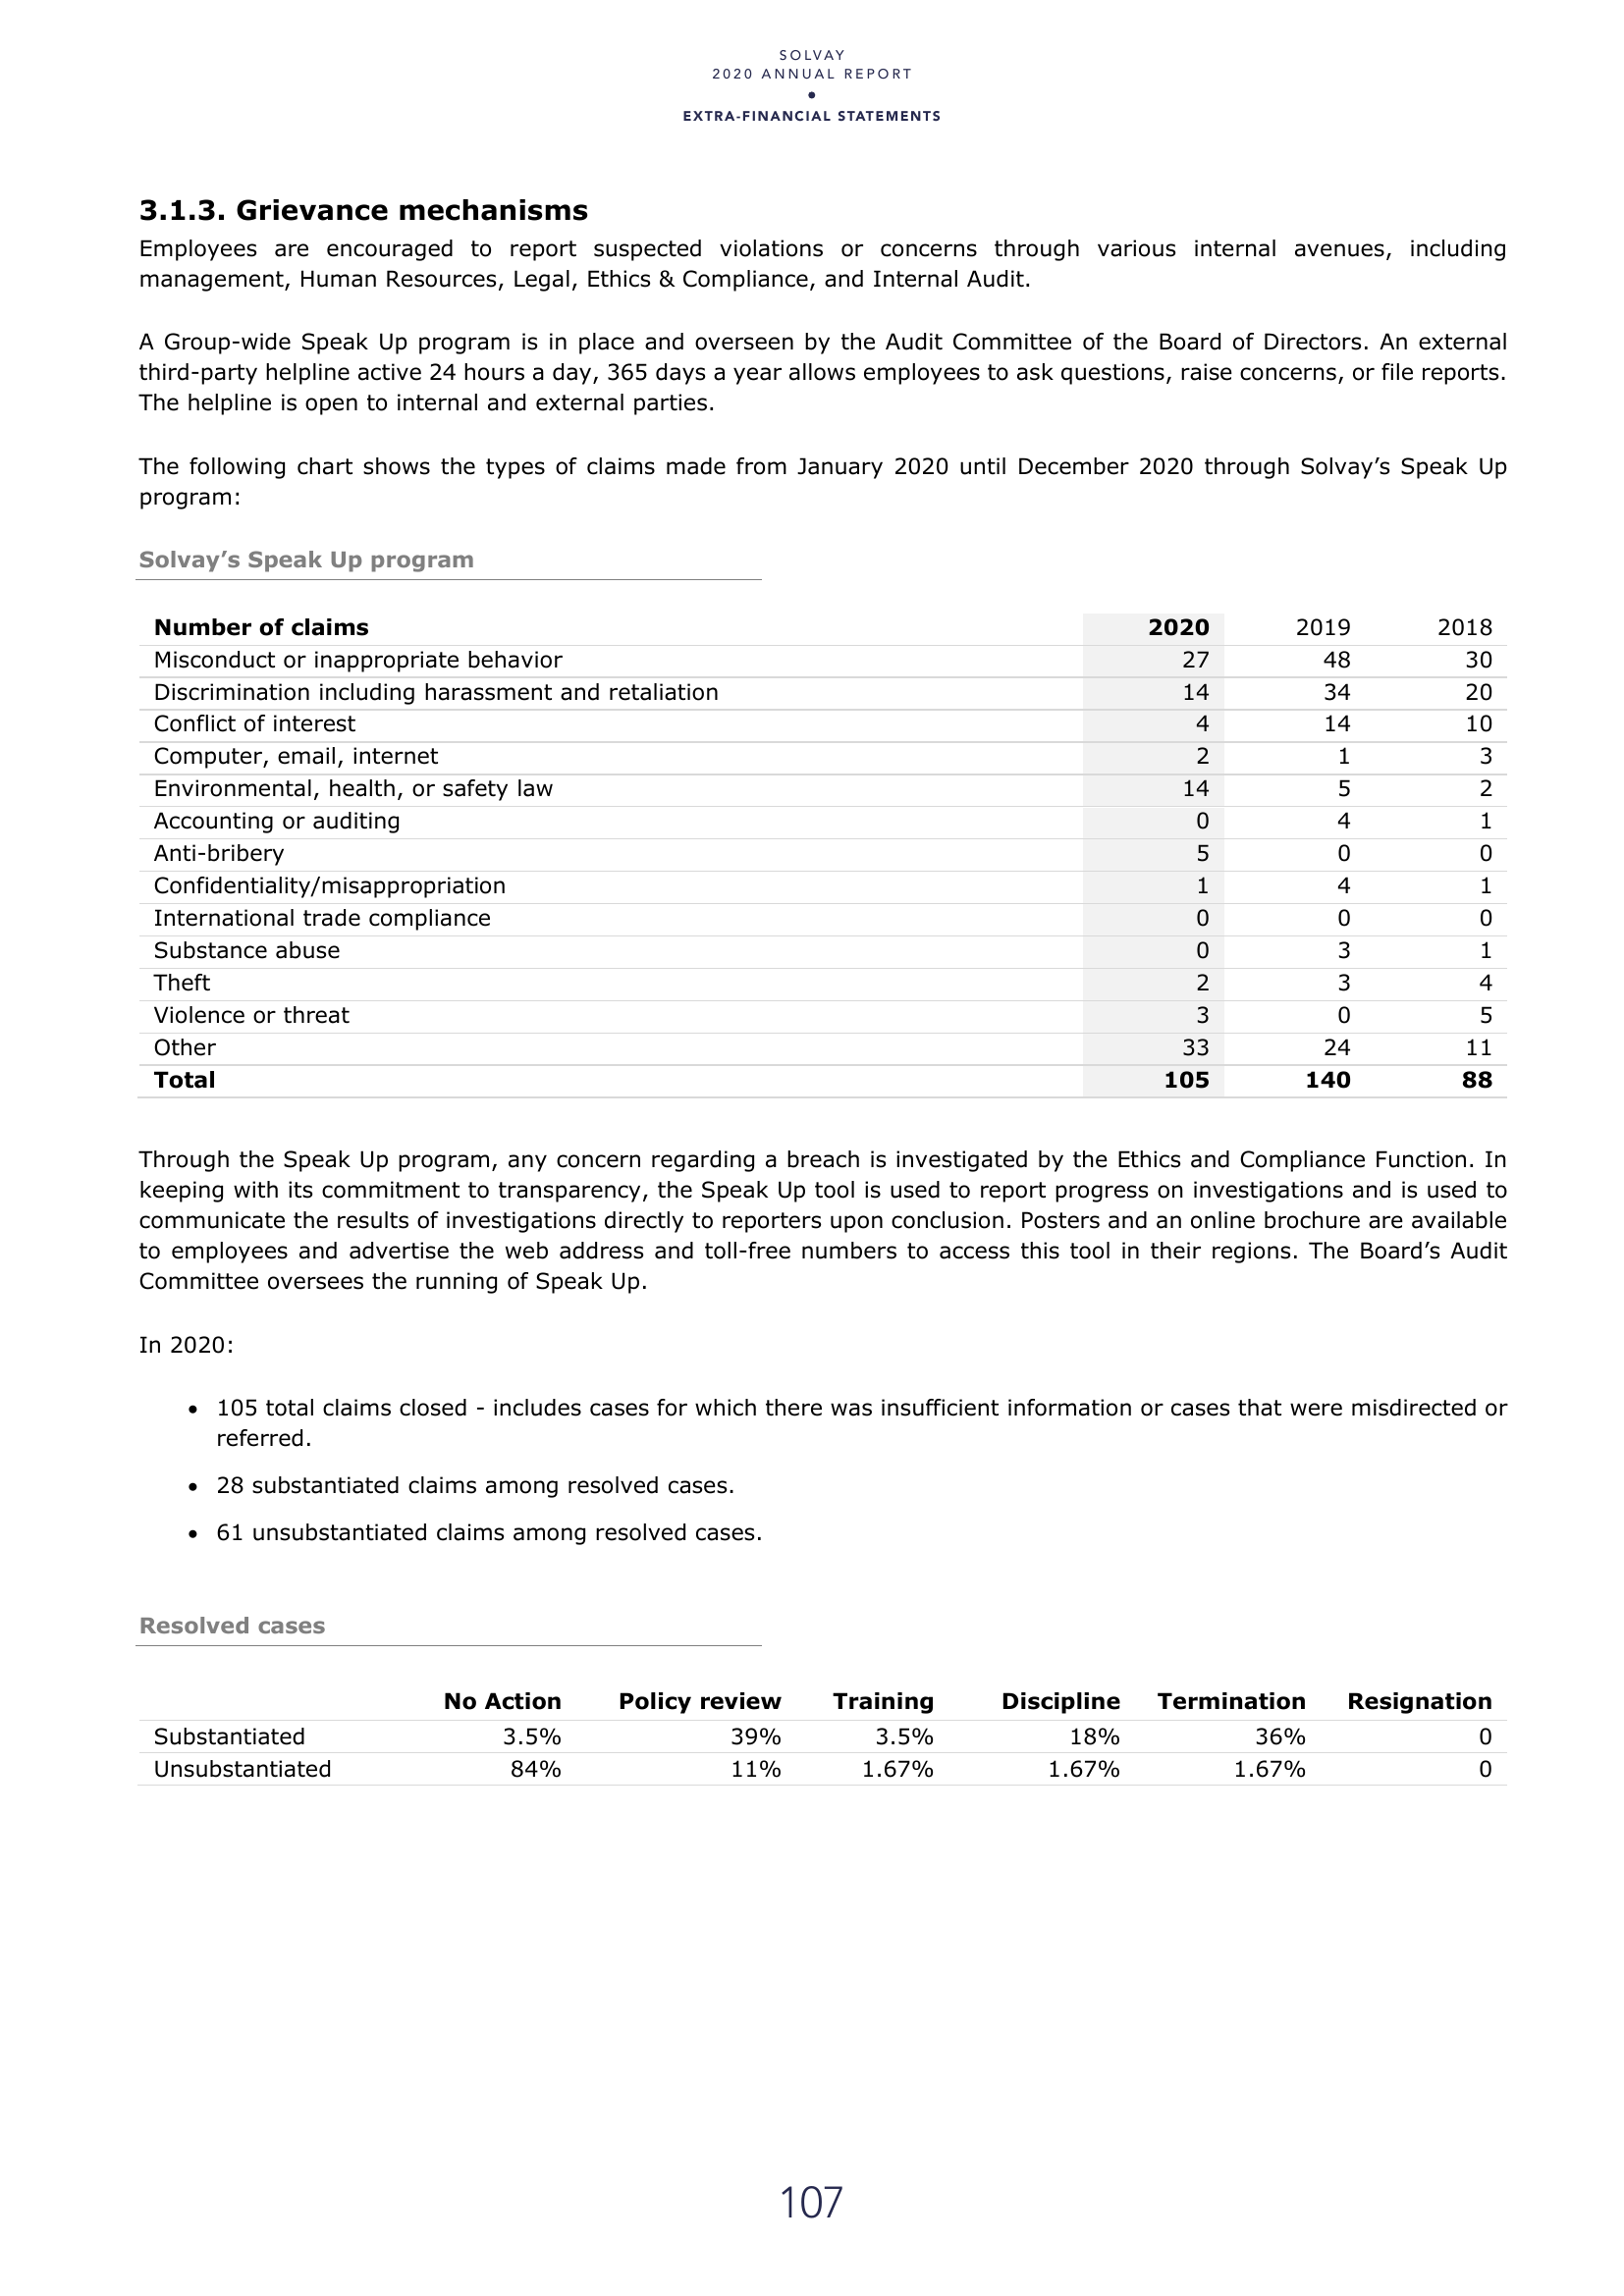 SOLVAY
2020 ANNUAL REPORT
•
EXTRA-FINANCIAL STATEMENTS
3.1.3. Grievance mechanisms
Employees are encouraged to report suspected violations or concerns through various internal avenues, including
management, Human Resources, Legal, Ethics & Compliance, and Internal Audit.
A Group-wide Speak Up program is in place and overseen by the Audit Committee of the Board of Directors. An external
third-party helpline active 24 hours a day, 365 days a year allows employees to ask questions, raise concerns, or file reports.
The helpline is open to internal and external parties.
The following chart shows the types of claims made from January 2020 until December 2020 through Solvay’s Speak Up
program:
Solvay’s Speak Up program
Number of claims 2020 2019 2018
Misconduct or inappropriate behavior 27 48 30
Discrimination including harassment and retaliation 14 34 20
Conflict of interest 4 14 10
Computer, email, internet 2 1 3
Environmental, health, or safety law 14 5 2
Accounting or auditing 0 4 1
Anti-bribery 5 0 0
Confidentiality/misappropriation 1 4 1
International trade compliance 0 0 0
Substance abuse 0 3 1
Theft 2 3 4
Violence or threat 3 0 5
Other 33 24 11
Total 105 140 88
Through the Speak Up program, any concern regarding a breach is investigated by the Ethics and Compliance Function. In
keeping with its commitment to transparency, the Speak Up tool is used to report progress on investigations and is used to
communicate the results of investigations directly to reporters upon conclusion. Posters and an online brochure are available
to employees and advertise the web address and toll-free numbers to access this tool in their regions. The Board’s Audit
Committee oversees the running of Speak Up.
In 2020:
• 105 total claims closed - includes cases for which there was insufficient information or cases that were misdirected or
referred.
• 28 substantiated claims among resolved cases.
• 61 unsubstantiated claims among resolved cases.
Resolved cases
No Action Policy review Training Discipline Termination Resignation
Substantiated 3.5% 39% 3.5% 18% 36% 0
Unsubstantiated 84% 11% 1.67% 1.67% 1.67% 0
107